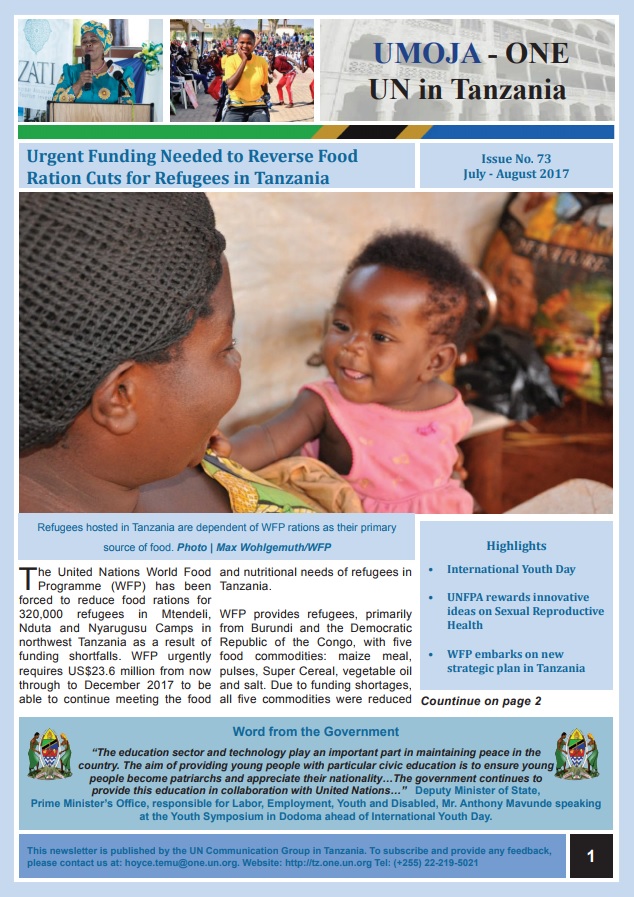 ZATI
UMOJA - ONE
UN in Tanzania
Urgent Funding Needed to Reverse Food
Ration Cuts for Refugees in Tanzania
Issue No. 73
July - August 2017
Refugees hosted in Tanzania are dependent of WFP rations as their primary
source of food. Photo | Max Wohlgemuth/WFP
The United Nations World Food
Programme (WFP) has been
forced to reduce food rations for
320,000 refugees in Mtendeli,
Nduta and Nyarugusu Camps in
northwest Tanzania as a result of
funding shortfalls. WFP urgently
requires US$23.6 million from now
through to December 2017 to be
able to continue meeting the food
and nutritional needs of refugees in
Tanzania.
WFP provides refugees, primarily
from Burundi and the Democratic
Republic of the Congo, with five
food commodities: maize meal,
pulses, Super Cereal, vegetable oil
and salt. Due to funding shortages,
all five commodities were reduced
Highlights
• International Youth Day
• UNFPA rewards innovative
ideas on Sexual Reproductive
Health
• WFP embarks on new
strategic plan in Tanzania
Countinue on page 2
Word from the Government
“The education sector and technology play an important part in maintaining peace in the
country. The aim of providing young people with particular civic education is to ensure young
people become patriarchs and appreciate their nationality…The government continues to
provide this education in collaboration with United Nations…” Deputy Minister of State,
Prime Minister’s Office, responsible for Labor, Employment, Youth and Disabled, Mr. Anthony Mavunde speaking
at the Youth Symposium in Dodoma ahead of International Youth Day.
This newsletter is published by the UN Communication Group in Tanzania. To subscribe and provide any feedback,
please contact us at: hoyce.temu@one.un.org. Website: http://tz.one.un.org Tel: (+255) 22-219-5021
1